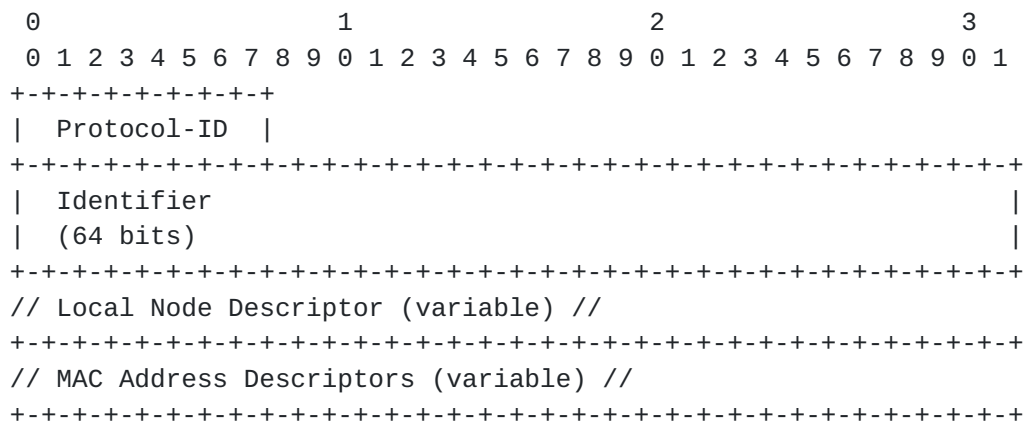 0                   1                   2                   3
 0 1 2 3 4 5 6 7 8 9 0 1 2 3 4 5 6 7 8 9 0 1 2 3 4 5 6 7 8 9 0 1
+-+-+-+-+-+-+-+-+
|  Protocol-ID  |
+-+-+-+-+-+-+-+-+-+-+-+-+-+-+-+-+-+-+-+-+-+-+-+-+-+-+-+-+-+-+-+-+
|  Identifier                                                   |
|  (64 bits)                                                    |
+-+-+-+-+-+-+-+-+-+-+-+-+-+-+-+-+-+-+-+-+-+-+-+-+-+-+-+-+-+-+-+-+
// Local Node Descriptor (variable) //
+-+-+-+-+-+-+-+-+-+-+-+-+-+-+-+-+-+-+-+-+-+-+-+-+-+-+-+-+-+-+-+-+
// MAC Address Descriptors (variable) //
+-+-+-+-+-+-+-+-+-+-+-+-+-+-+-+-+-+-+-+-+-+-+-+-+-+-+-+-+-+-+-+-+